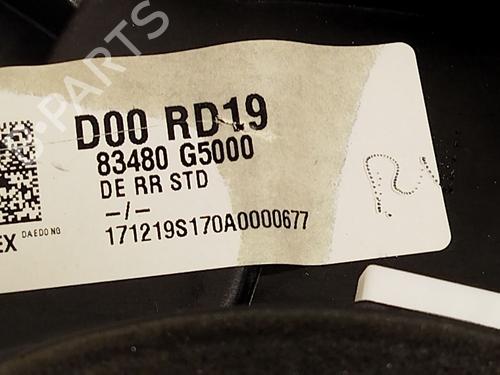 D00 RD19
83480 G5000
DE RR STD
-/-
171219S170A0000677
EX DAEDONG